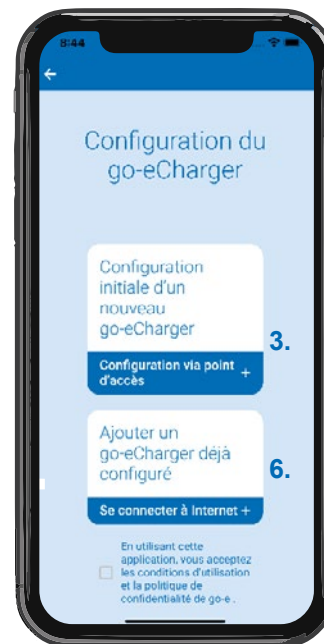 8:44
←
Configuration du
go-eCharger
Configuration
initiale d'un
nouveau
go-eCharger
3.
Configuration via point +
d'accès
Ajouter un
go-eCharger déjà
configuré
6.
Se connecter à Internet +
En utilisant cette
application, vous acceptez
les conditions d'utilisation
et la politique de
confidentialité de go-e .